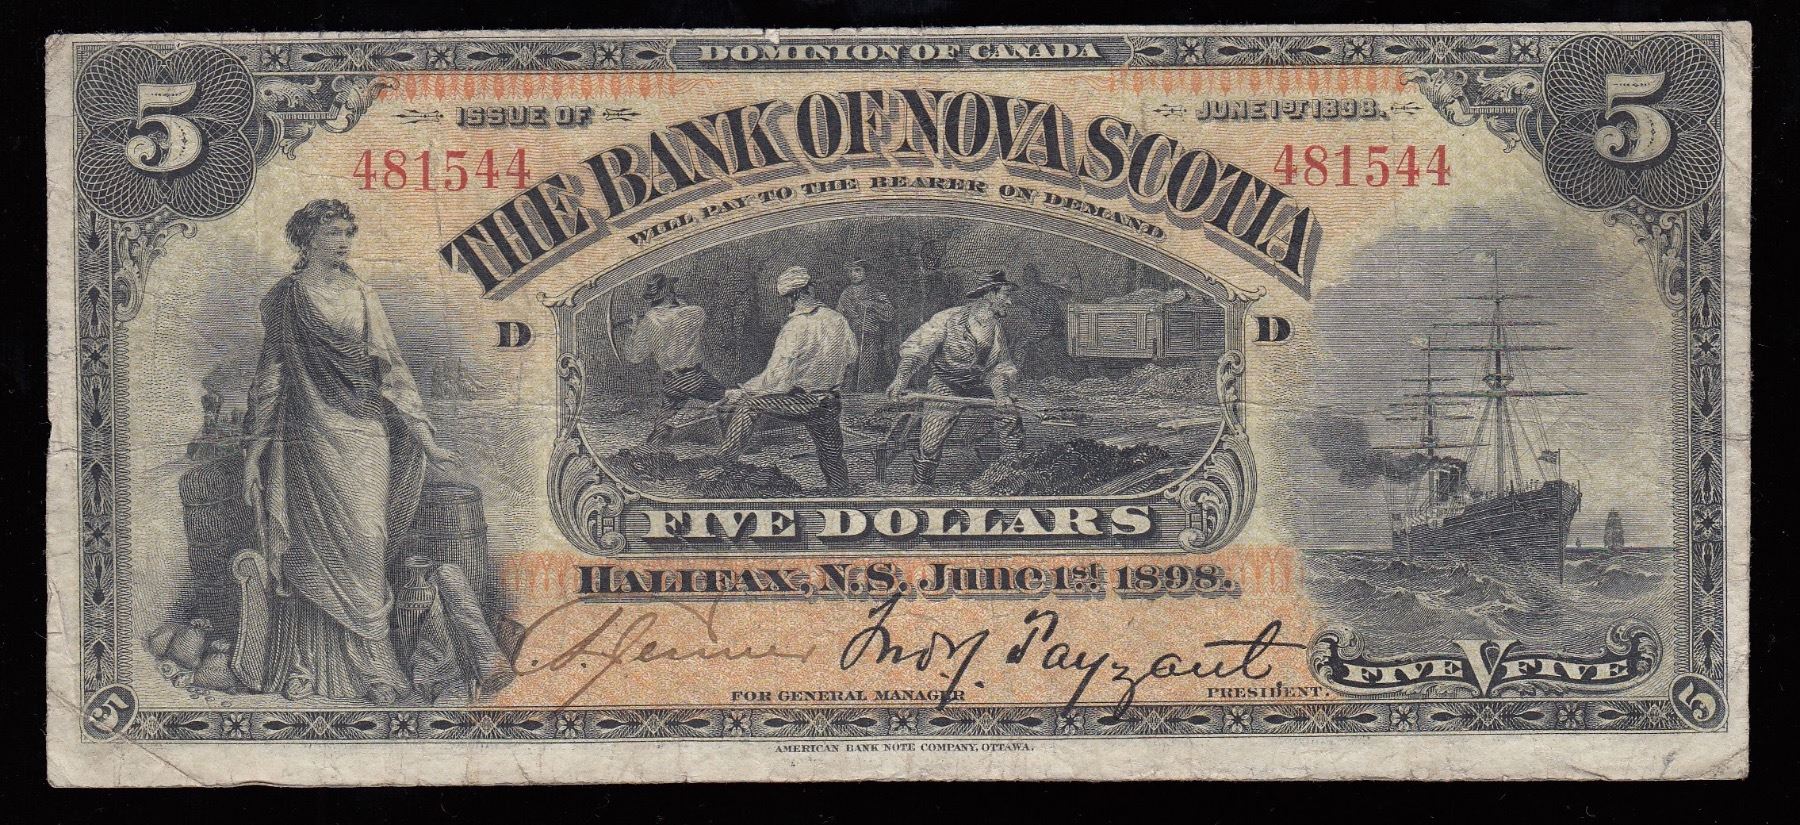 DOMINION OF CANADA
5 5
ISSUE OF JUNE 1ST 1898.
THE BANK OF NOVA SCOTIA
481544 481544
WILL PAY TO THE BEARER ON DEMAND
D D
FIVE DOLLARS
HALIFAX, N.S. June 1st 1898.
Jno. Y. Payzant
FIVE V FIVE
FOR GENERAL MANAGER PRESIDENT.
5 5
AMERICAN BANK NOTE COMPANY, OTTAWA.